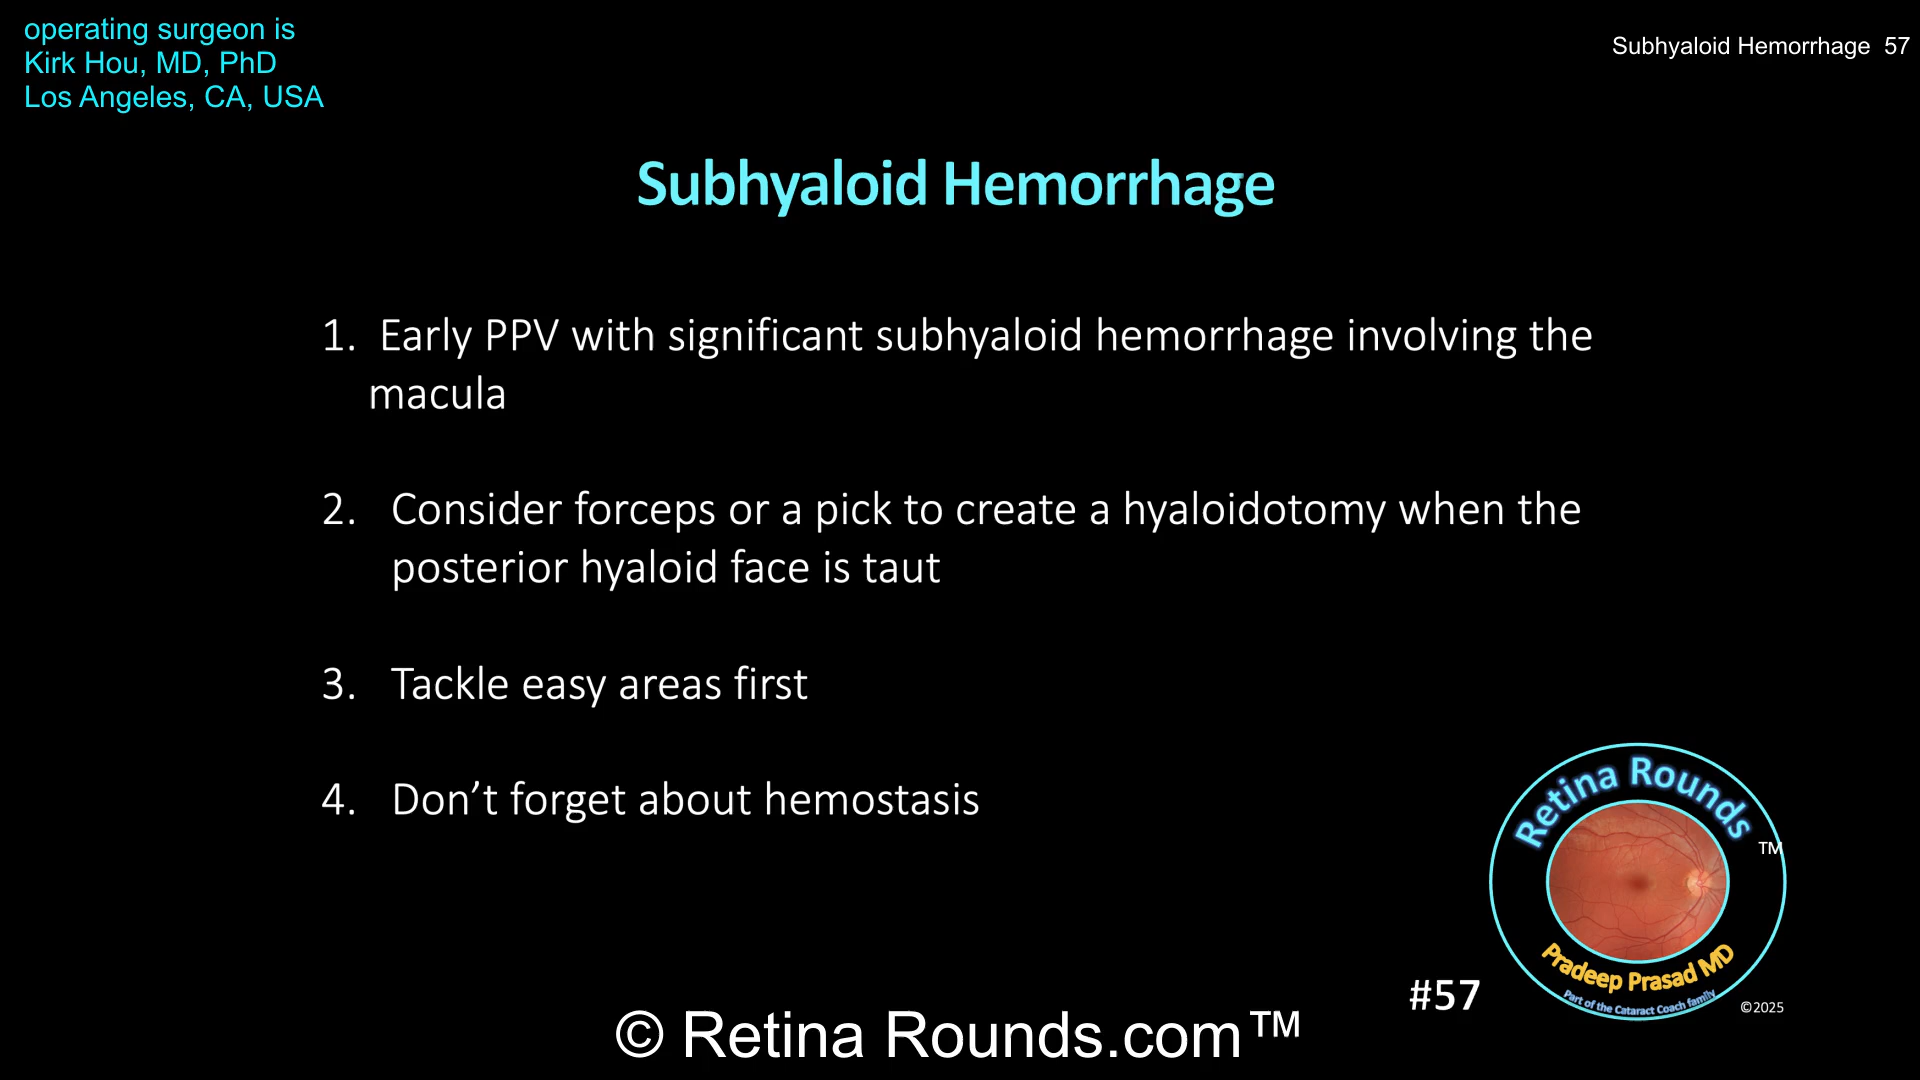 operating surgeon is
Kirk Hou, MD, PhD
Los Angeles, CA, USA
Subhyaloid Hemorrhage 57
Subhyaloid Hemorrhage
1. Early PPV with significant subhyaloid hemorrhage involving the
macula
2. Consider forceps or a pick to create a hyaloidotomy when the
posterior hyaloid face is taut
3. Tackle easy areas first
4. Don’t forget about hemostasis
Retina Rounds
TM
Pradeep Prasad MD
Part of the Cataract Coach family
#57
©2025
© Retina Rounds.com™